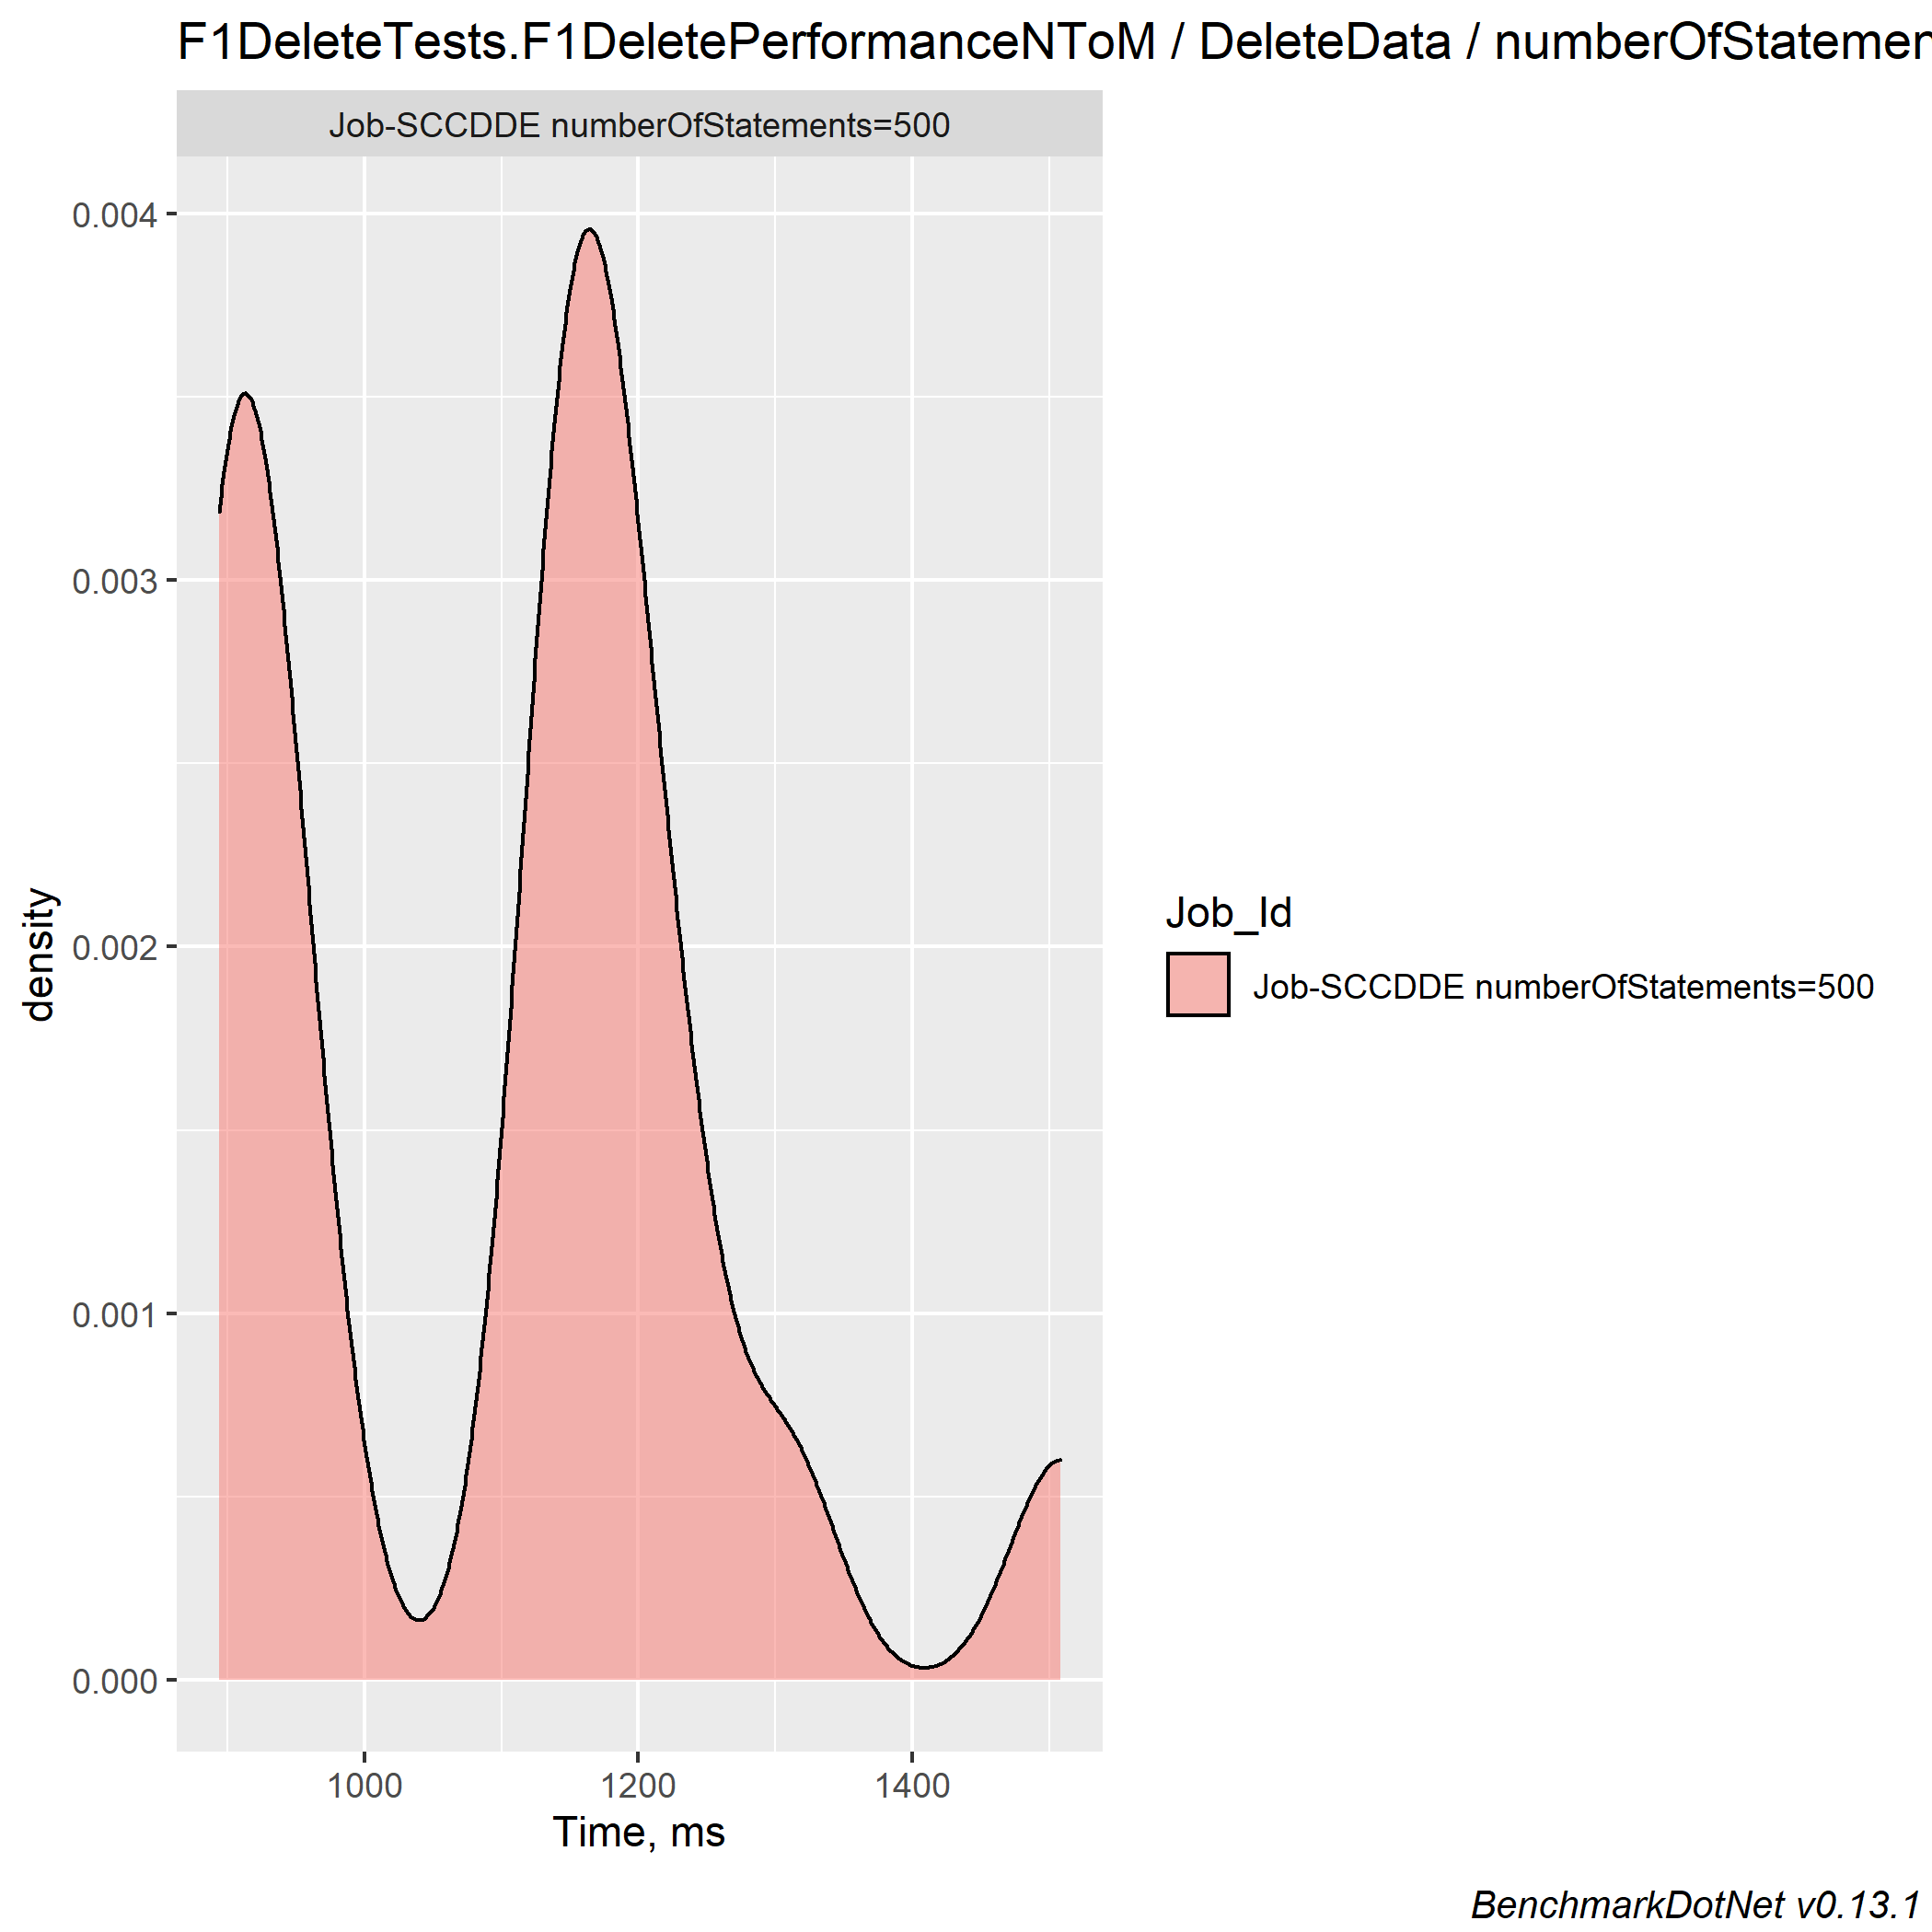 F1DeleteTests.F1DeletePerformanceNToM / DeleteData / numberOfStatemen
Job-SCCDDE numberOfStatements=500
0.004
0.003
0.002
0.001
0.000
density
1000 1200 1400
Time, ms
Job_Id
Job-SCCDDE numberOfStatements=500
BenchmarkDotNet v0.13.1